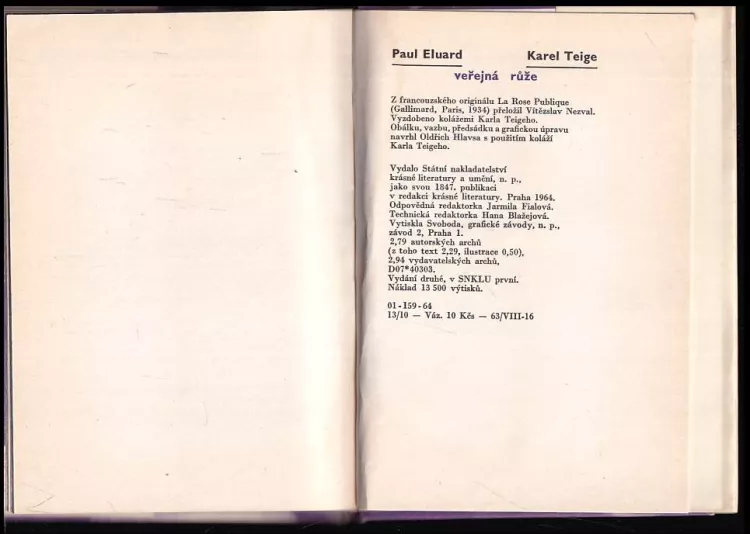 Paul Eluard
Karel Teige
veřejná růže
Z francouzského originálu La Rose Publique
(Gallimard, Paris, 1934) přeložil Vítězslav Nezval.
Vyzdobeno kolážemi Karla Teigeho.
Obálku, vazbu, předsádku a grafickou úpravu
navrhl Oldřich Hlavsa s použitím koláží
Karla Teigeho.
Vydalo Státní nakladatelství
krásné literatury a umění, n. p.,
jako svou 1847. publikaci
v redakci krásné literatury. Praha 1964.
Odpovědná redaktorka Jarmila Fialová.
Technická redaktorka Hana Blažejová.
Vytiskla Svoboda, grafické závody, n. p.,
závod 2, Praha 1.
2,79 autorských archů
(z toho text 2,29, ilustrace 0,50),
2,94 vydavatelských archů,
D07*40303.
Vydání druhé, v SNKLU první.
Náklad 13 500 výtisků.
01-159-64
13/10 — Váz. 10 Kčs — 63/VIII-16